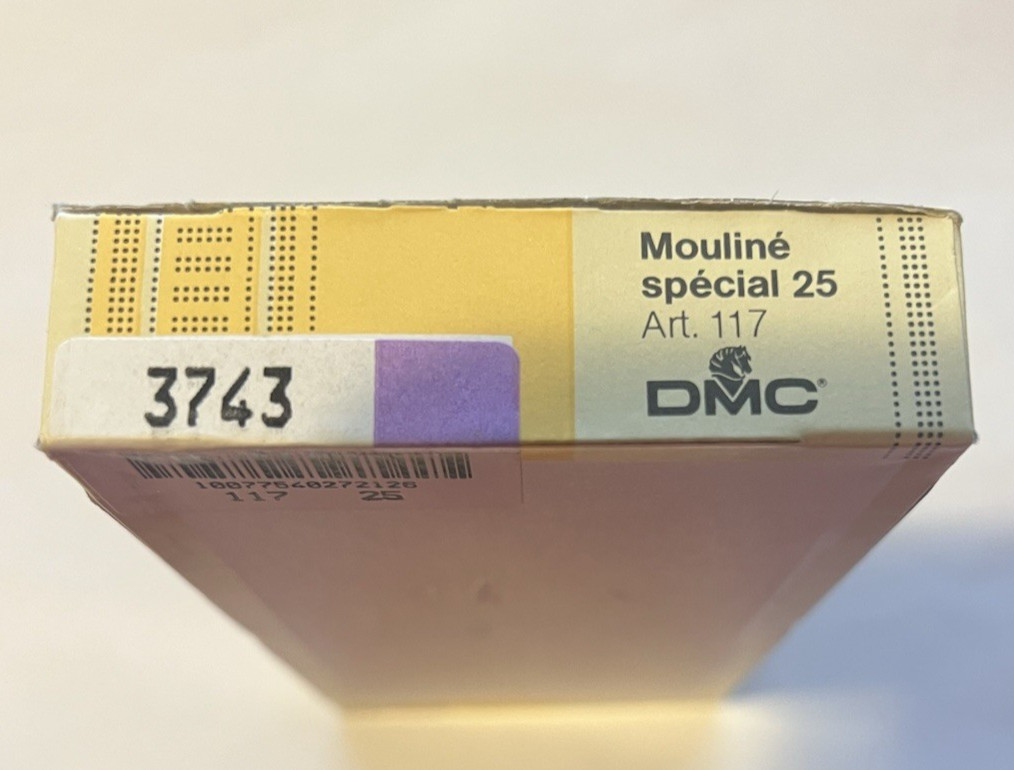 Mouliné
spécial 25
Art. 117
DMC®
3743
117 25